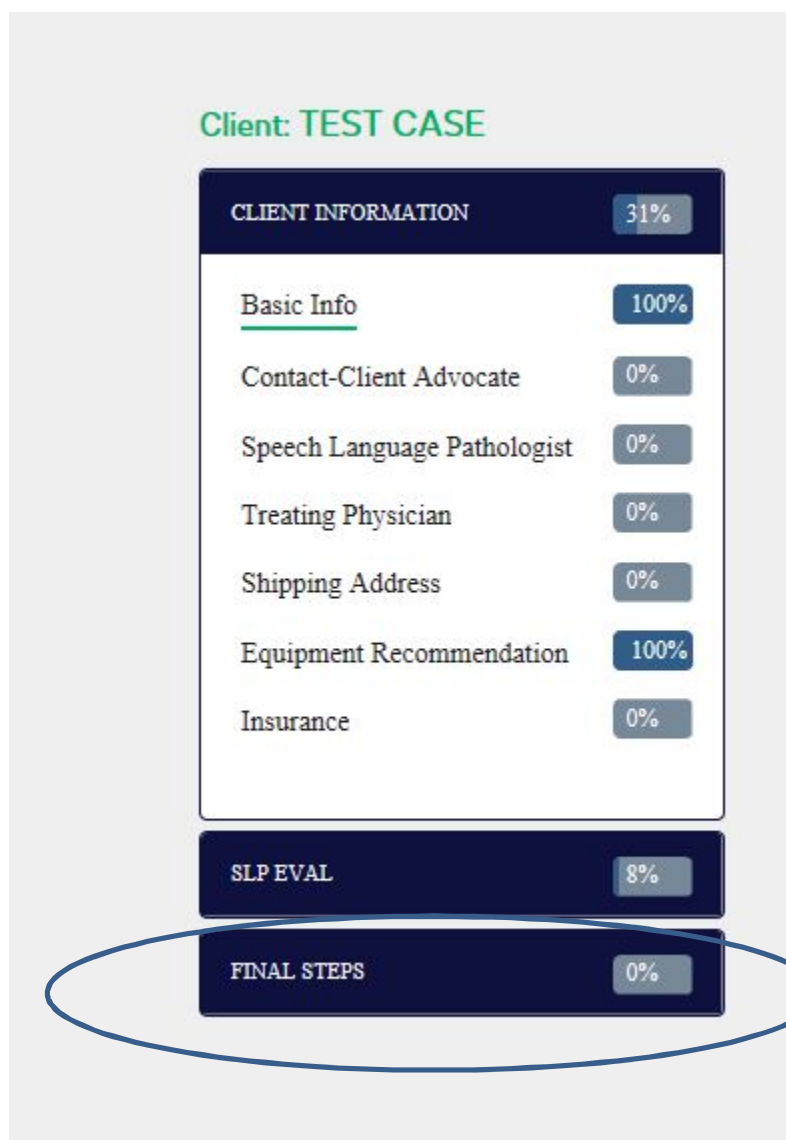 Client: TEST CASE
CLIENT INFORMATION 31%
Basic Info 100%
Contact-Client Advocate 0%
Speech Language Pathologist 0%
Treating Physician 0%
Shipping Address 0%
Equipment Recommendation 100%
Insurance 0%
SLP EVAL 8%
FINAL STEPS 0%